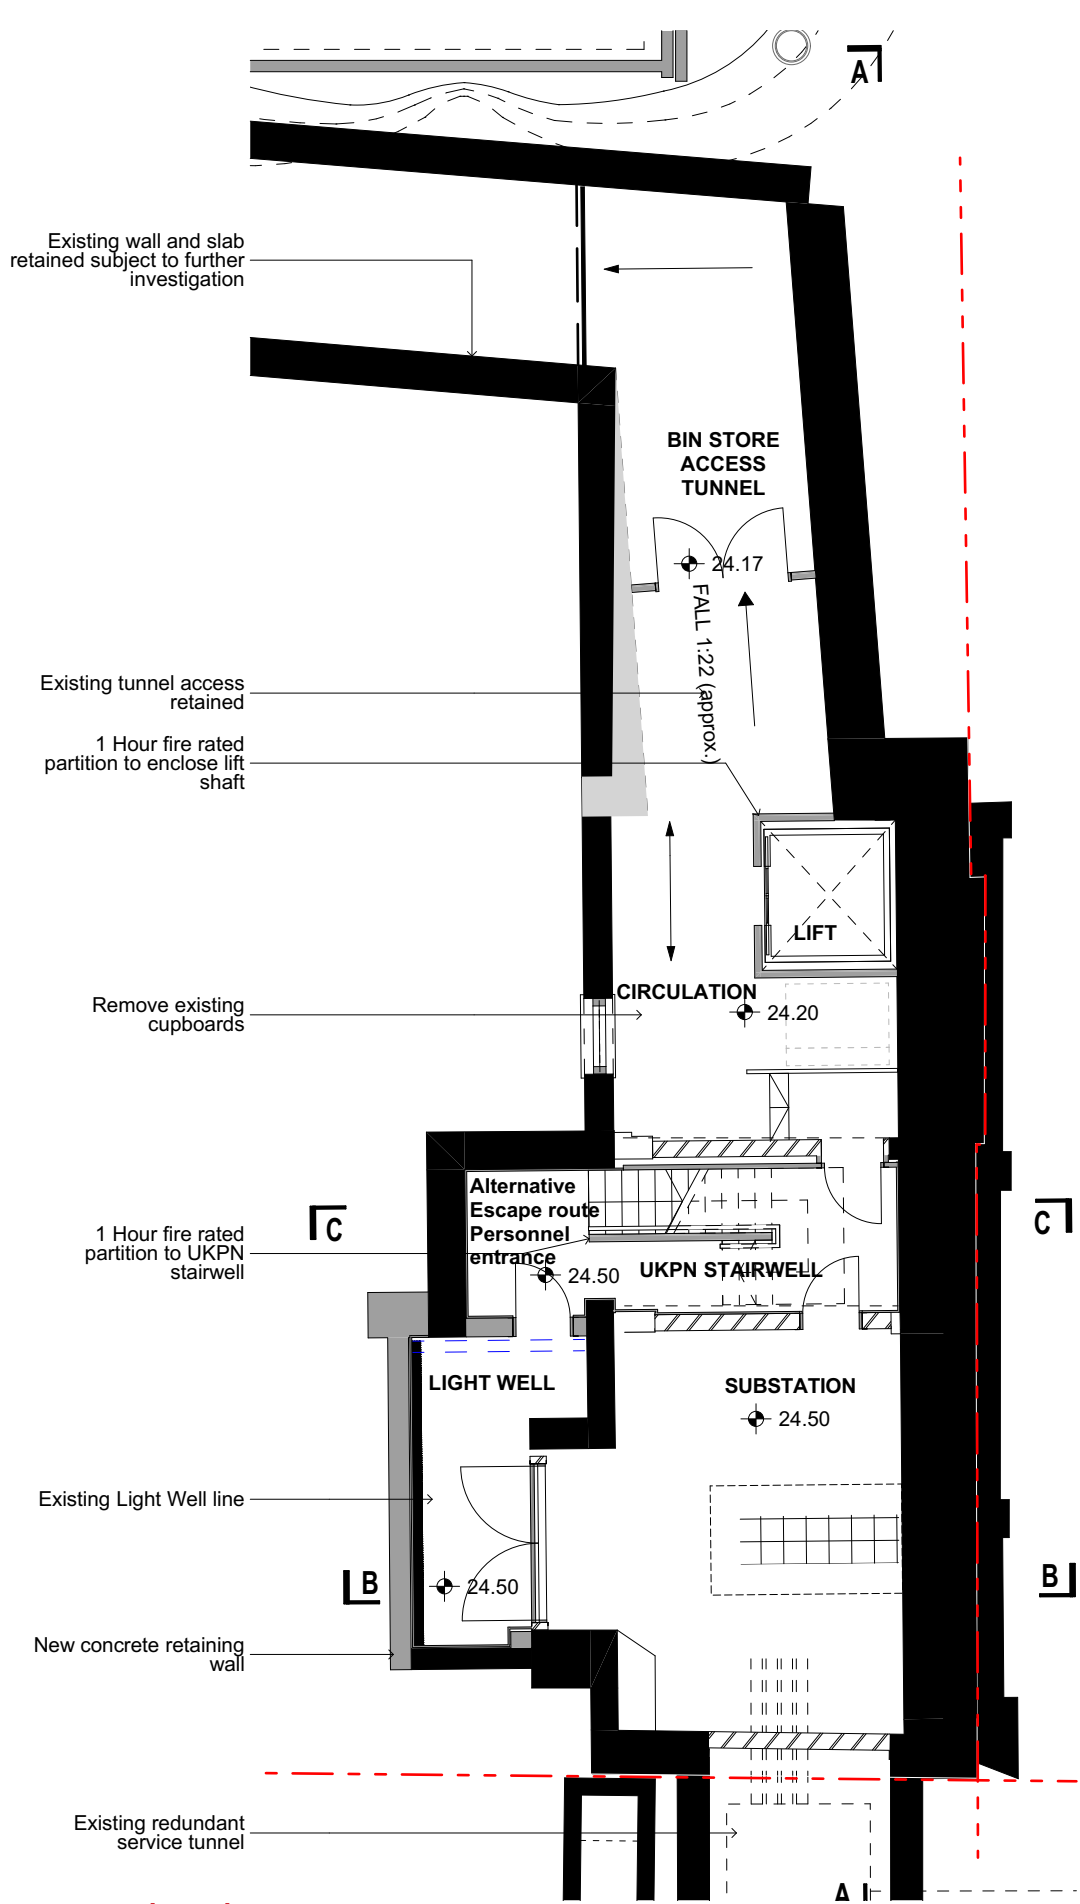 A
Existing wall and slab
retained subject to further
investigation
BIN STORE
ACCESS
TUNNEL
24.17
FALL 1:22 (approx.)
Existing tunnel access
retained
1 Hour fire rated
partition to enclose lift
shaft
LIFT
CIRCULATION
24.20
Remove existing
cupboards
Alternative
Escape route
Personnel
entrance
C
C
1 Hour fire rated
partition to UKPN
stairwell
24.50
UKPN STAIRWELL
LIGHT WELL
SUBSTATION
24.50
Existing Light Well line
B
24.50
B
New concrete retaining
wall
Existing redundant
service tunnel
A